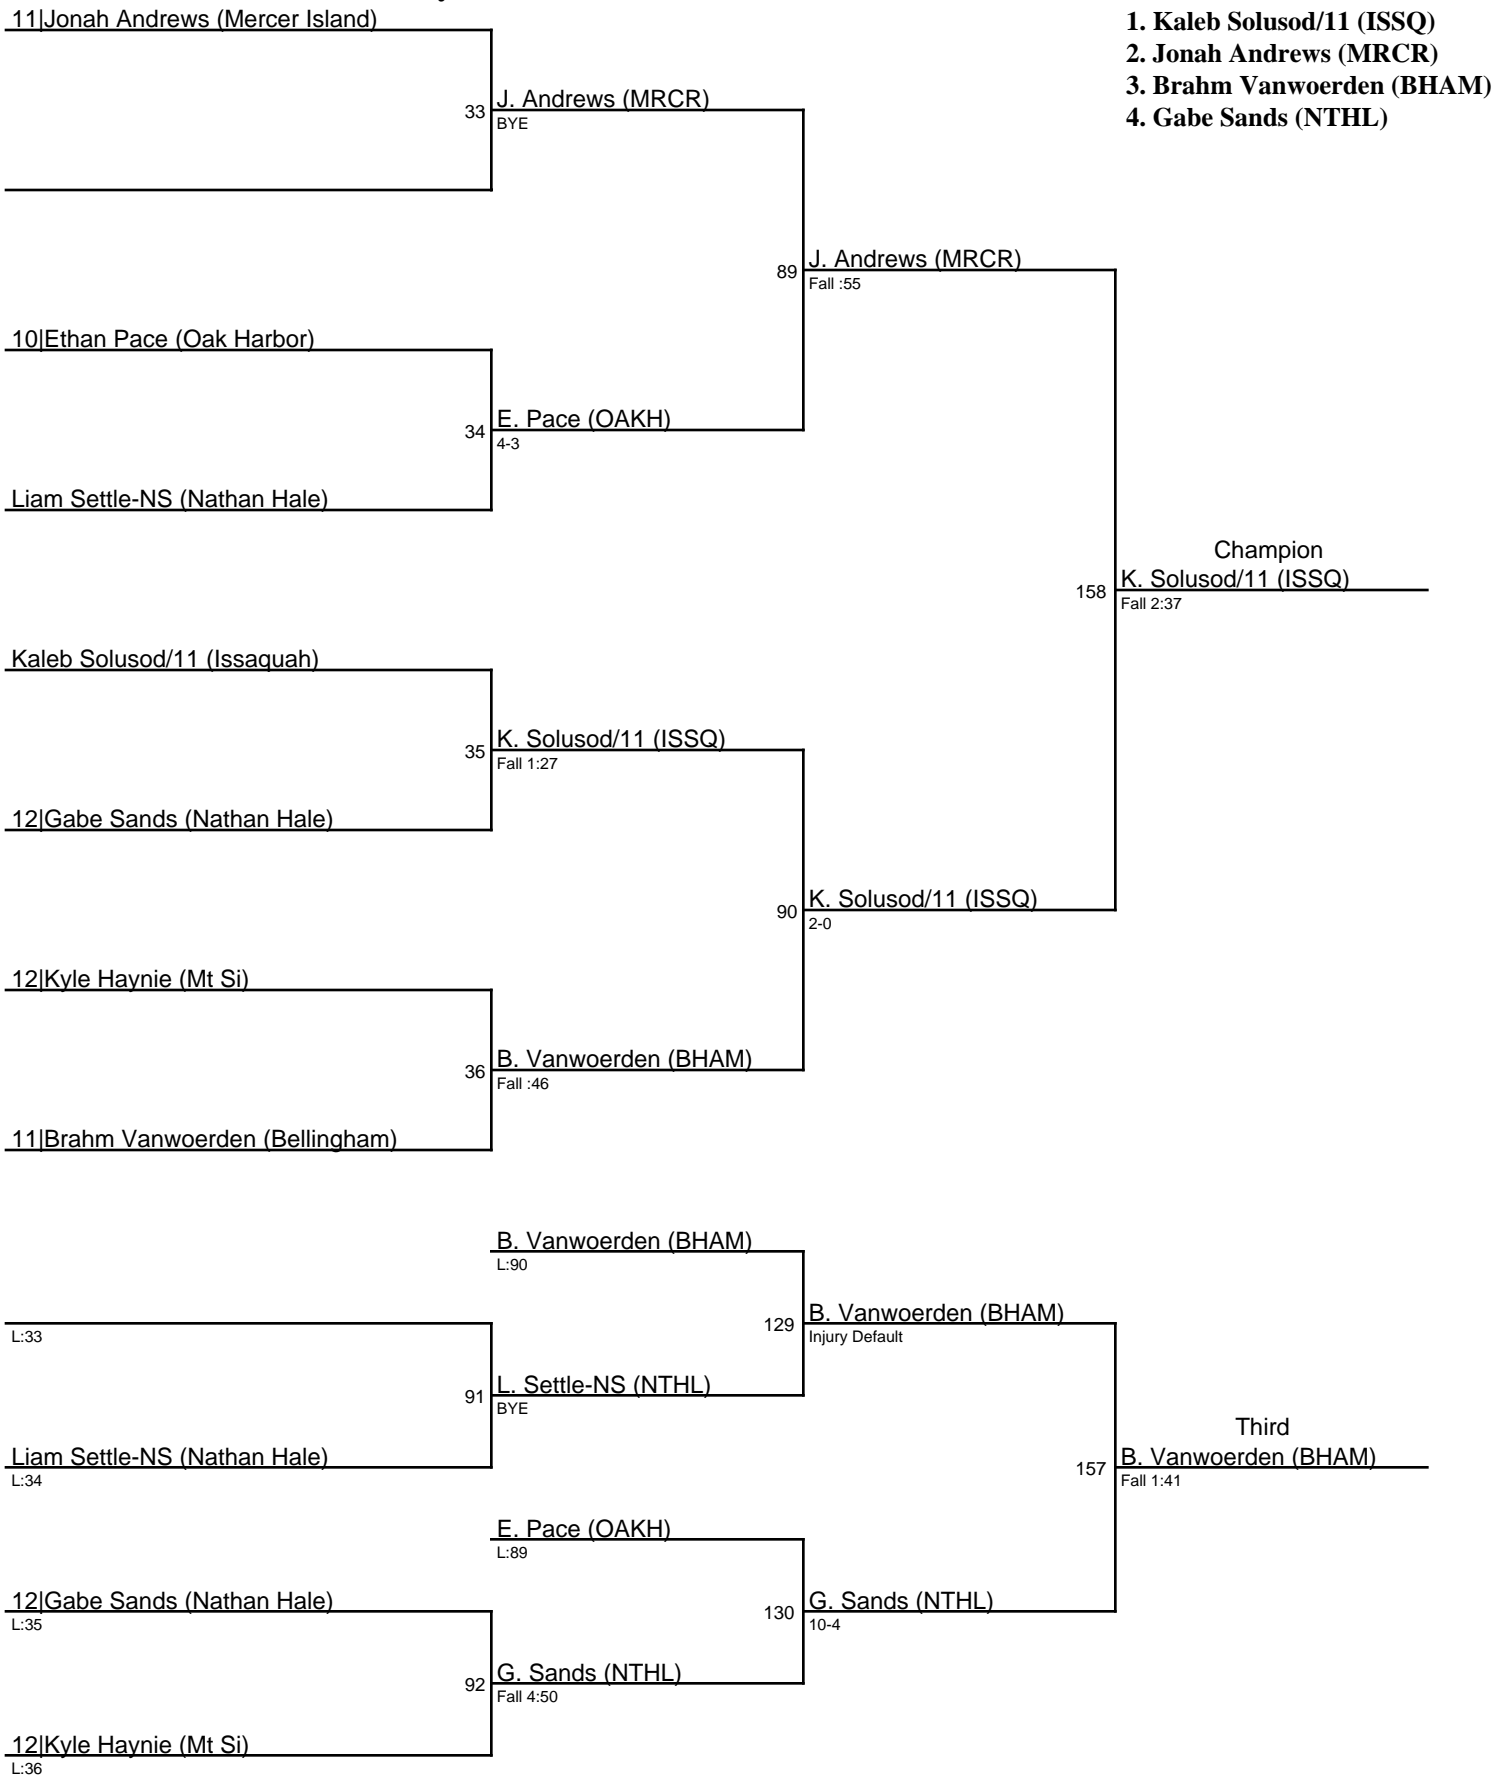 11|Jonah Andrews (Mercer Island)
1. Kaleb Solusod/11 (ISSQ)
2. Jonah Andrews (MRCR)
3. Brahm Vanwoerden (BHAM)
4. Gabe Sands (NTHL)
33 J. Andrews (MRCR)
BYE
89 J. Andrews (MRCR)
Fall :55
10|Ethan Pace (Oak Harbor)
34 E. Pace (OAKH)
4-3
Liam Settle-NS (Nathan Hale)
Champion
158 K. Solusod/11 (ISSQ)
Fall 2:37
Kaleb Solusod/11 (Issaquah)
35 K. Solusod/11 (ISSQ)
Fall 1:27
12|Gabe Sands (Nathan Hale)
90 K. Solusod/11 (ISSQ)
2-0
12|Kyle Haynie (Mt Si)
36 B. Vanwoerden (BHAM)
Fall :46
11|Brahm Vanwoerden (Bellingham)
B. Vanwoerden (BHAM)
L:90
129 B. Vanwoerden (BHAM)
Injury Default
L:33
91 L. Settle-NS (NTHL)
BYE
Liam Settle-NS (Nathan Hale)
L:34
Third
157 B. Vanwoerden (BHAM)
Fall 1:41
E. Pace (OAKH)
L:89
12|Gabe Sands (Nathan Hale)
L:35
130 G. Sands (NTHL)
10-4
92 G. Sands (NTHL)
Fall 4:50
12|Kyle Haynie (Mt Si)
L:36